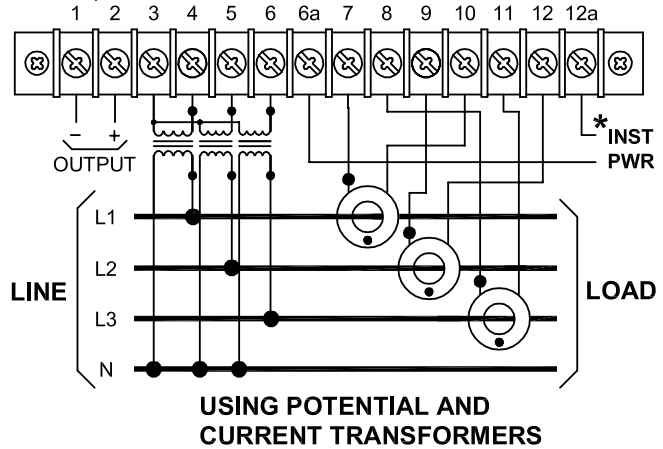 1 2 3 4 5 6 6a 7 8 9 10 11 12 12a
− +
OUTPUT
*INST
PWR
L1
L2
LINE
LOAD
L3
N
USING POTENTIAL AND
CURRENT TRANSFORMERS